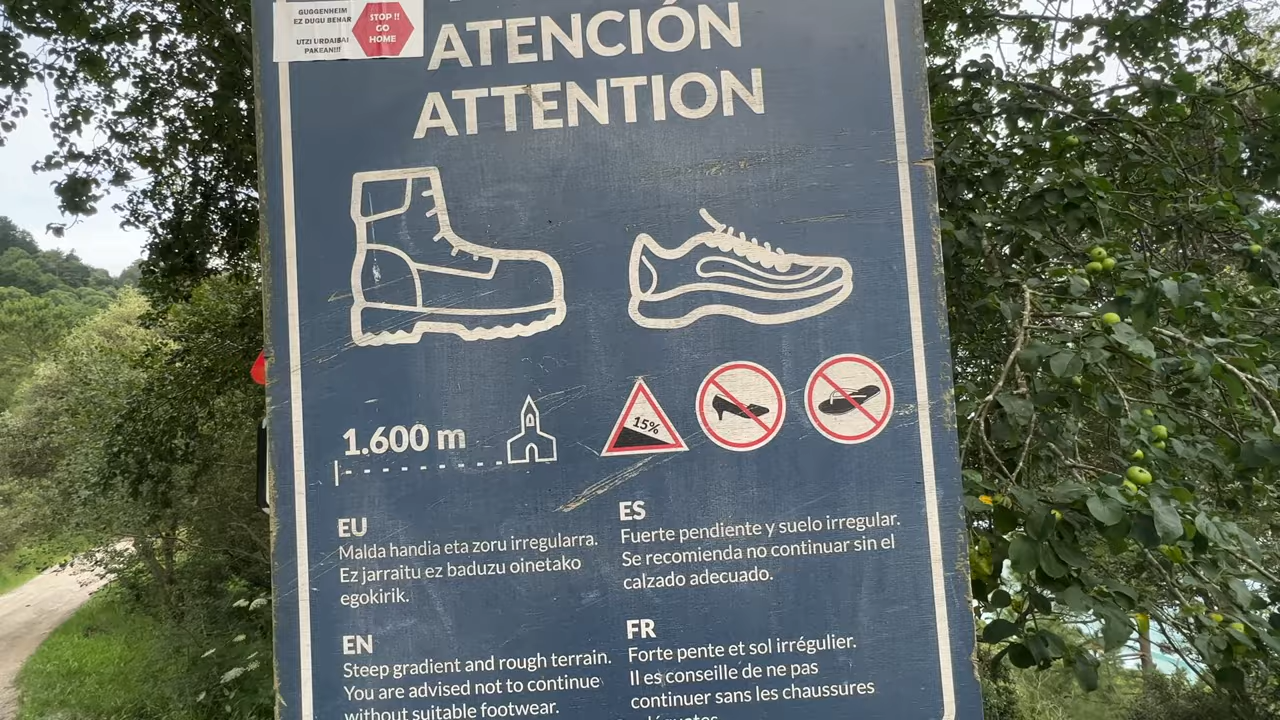 GUGGENHEIM
EZ DUGU BEHAR
UTZI URDAIBAI
PAKEAN!!!
STOP !!
GO
HOME
ATENCIÓN
ATTENTION
15%
1.600 m
EU
Malda handia eta zoru irregularra.
Ez jarraitu ez baduzu oinetako
egokirik.
ES
Fuerte pendiente y suelo irregular.
Se recomienda no continuar sin el
calzado adecuado.
EN
Steep gradient and rough terrain.
You are advised not to continue
without suitable footwear.
FR
Forte pente et sol irrégulier.
Il es conseille de ne pas
continuer sans les chaussures